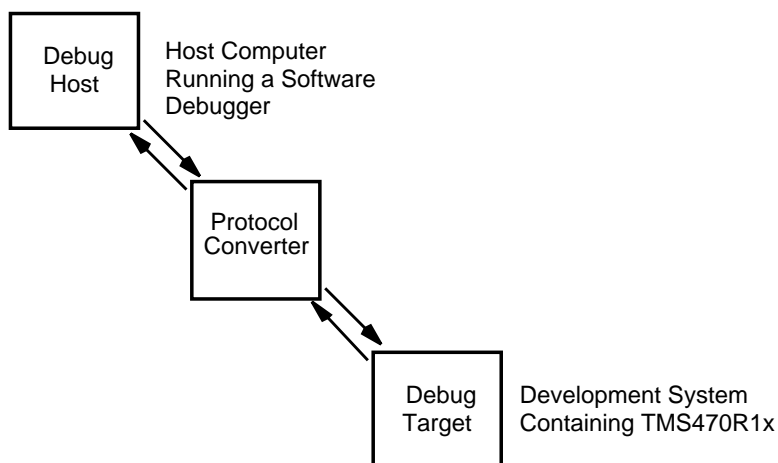 Debug
Host
Host Computer
Running a Software
Debugger
Protocol
Converter
Debug
Target
Development System
Containing TMS470R1x